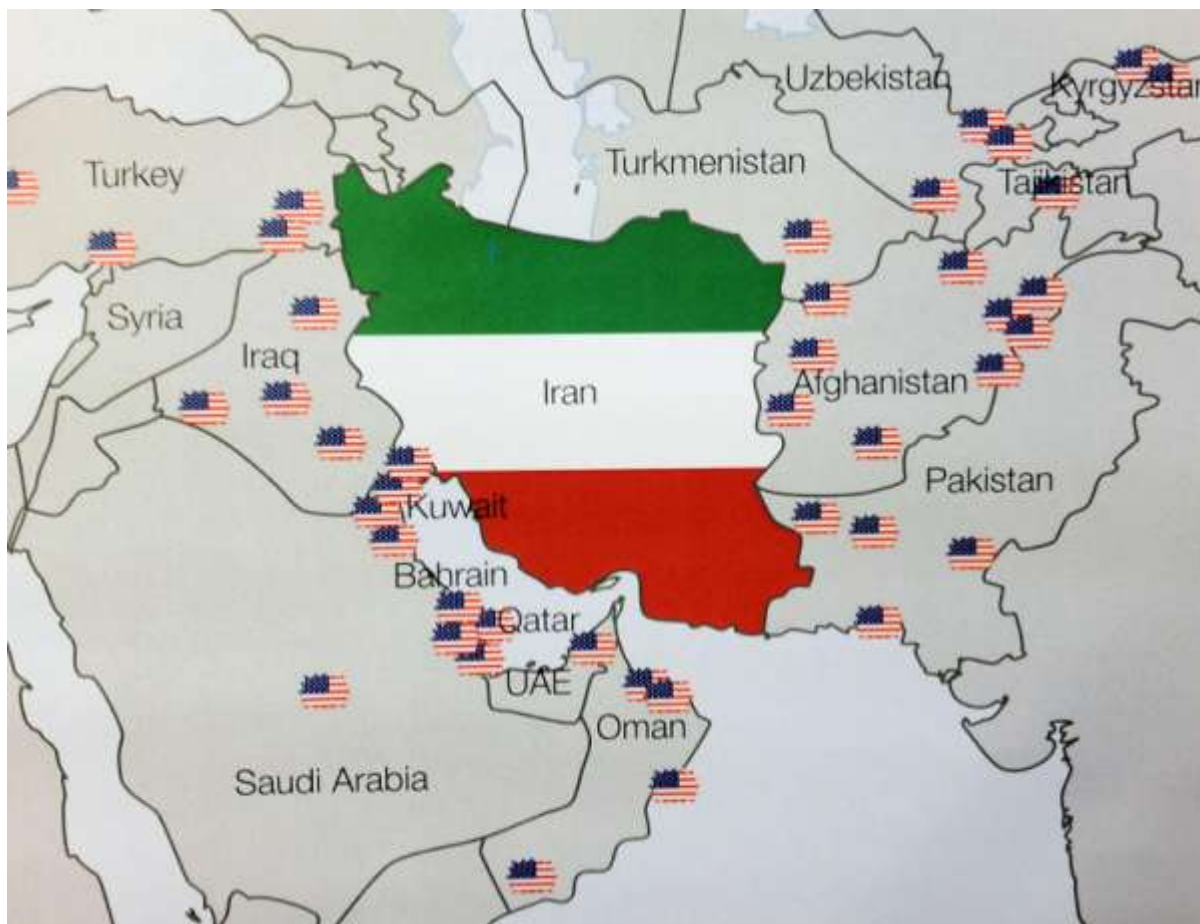 Uzbekistan
Kyrgyzstan
Turkmenistan
Turkey
Tajikistan
Syria
Iraq
Iran
Afghanistan
Pakistan
Kuwait
Bahrain
Qatar
UAE
Oman
Saudi Arabia